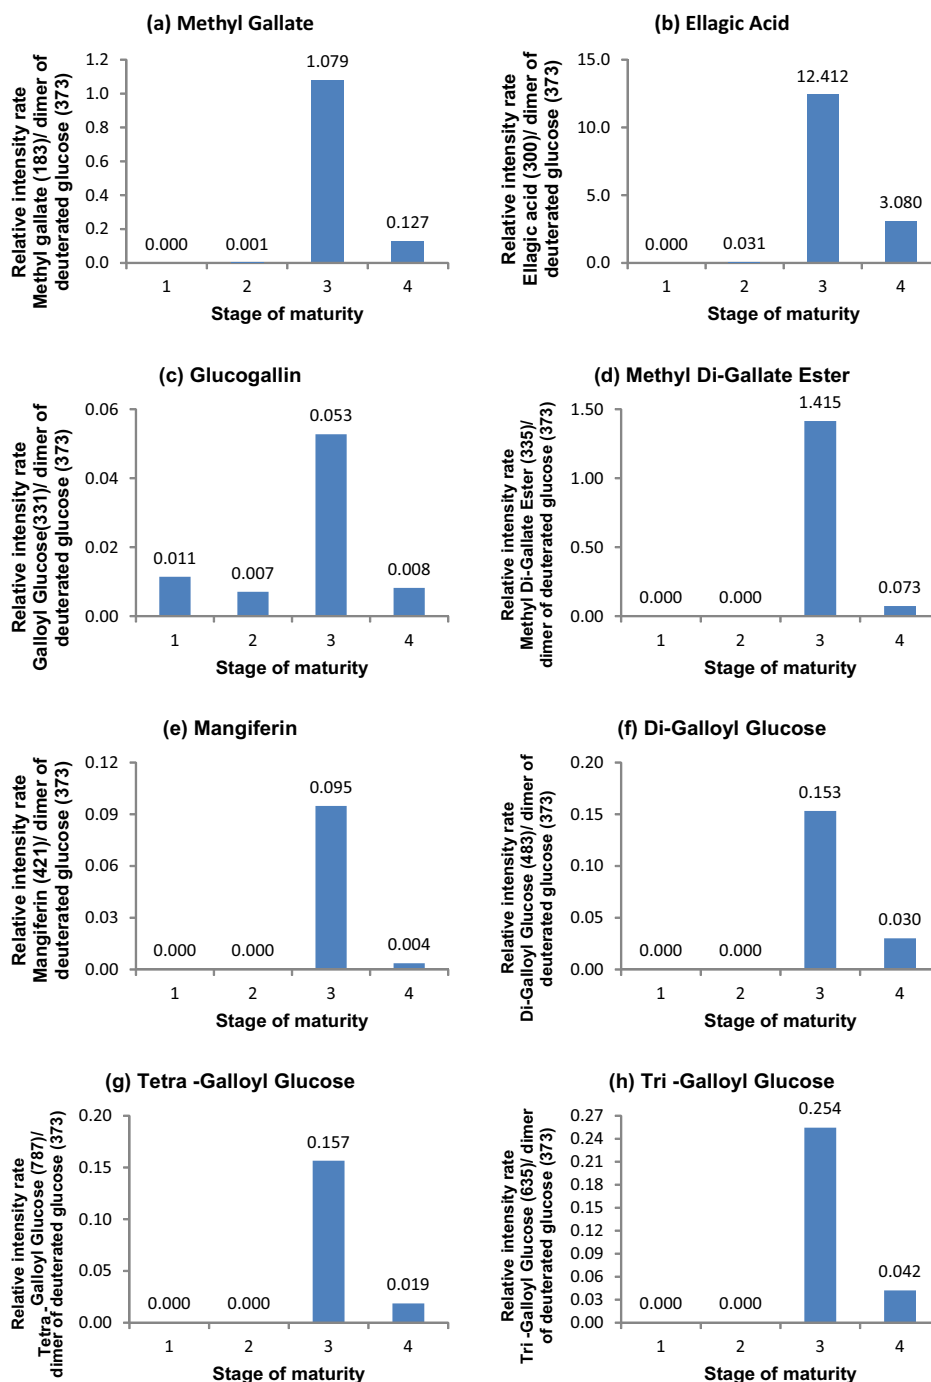 (a) Methyl Gallate
Relative intensity rate
Methyl gallate (183)/ dimer of
deuterated glucose (373)
1.2
1.0
0.8
0.6
0.4
0.2
0.0
0.000
0.001
1.079
0.127
1 2 3 4
Stage of maturity
(b) Ellagic Acid
Relative intensity rate
Ellagic acid (300)/ dimer of
deuterated glucose (373)
15.0
10.0
5.0
0.0
0.000
0.031
12.412
3.080
1 2 3 4
Stage of maturity
(c) Glucogallin
Relative intensity rate
Galloyl Glucose(331)/ dimer of
deuterated glucose (373)
0.06
0.04
0.02
0.00
0.011
0.007
0.053
0.008
1 2 3 4
Stage of maturity
(d) Methyl Di-Gallate Ester
Relative intensity rate
Methyl Di-Gallate Ester (335)/
dimer of deuterated glucose (373)
1.50
1.00
0.50
0.00
0.000
0.000
1.415
0.073
1 2 3 4
Stage of maturity
(e) Mangiferin
Relative intensity rate
Mangiferin (421)/ dimer of
deuterated glucose (373)
0.12
0.09
0.06
0.03
0.00
0.000
0.000
0.095
0.004
1 2 3 4
Stage of maturity
(f) Di-Galloyl Glucose
Relative intensity rate
Di-Galloyl Glucose (483)/ dimer of
deuterated glucose (373)
0.20
0.15
0.10
0.05
0.00
0.000
0.000
0.153
0.030
1 2 3 4
Stage of maturity
(g) Tetra -Galloyl Glucose
Relative intensity rate
Tetra-Galloyl Glucose (787)/
dimer of deuterated glucose (373)
0.20
0.15
0.10
0.05
0.00
0.000
0.000
0.157
0.019
1 2 3 4
Stage of maturity
(h) Tri -Galloyl Glucose
Relative intensity rate
Tri -Galloyl Glucose (635)/ dimer
of deuterated glucose (373)
0.27
0.24
0.21
0.18
0.15
0.12
0.09
0.06
0.03
0.00
0.000
0.000
0.254
0.042
1 2 3 4
Stage of maturity